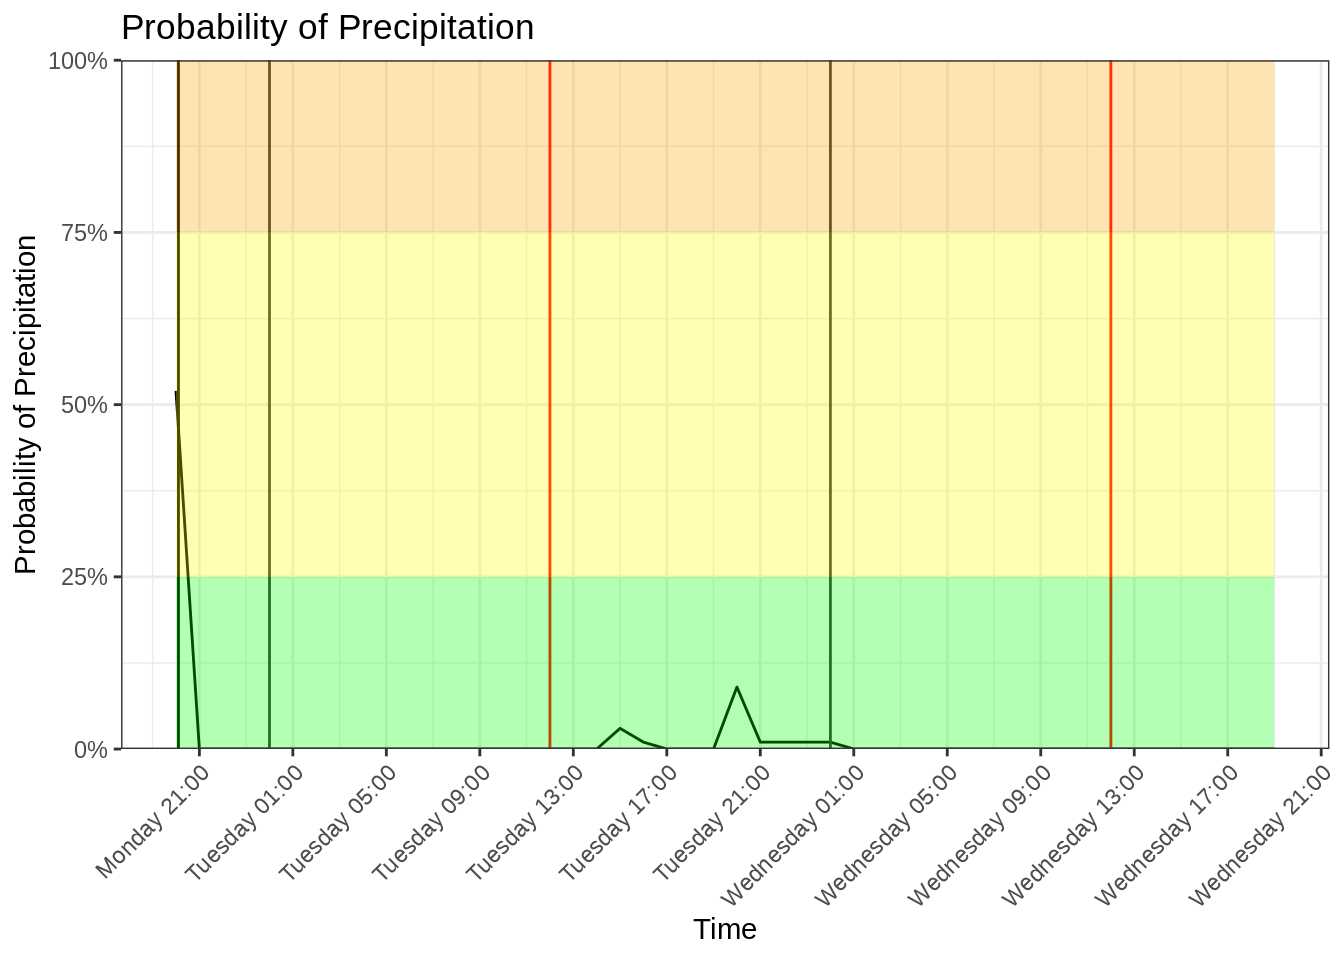 Probability of Precipitation
100%
75%
50%
25%
0%
Probability of Precipitation
Monday 21:00
Tuesday 01:00
Tuesday 05:00
Tuesday 09:00
Tuesday 13:00
Tuesday 17:00
Tuesday 21:00
Wednesday 01:00
Wednesday 05:00
Wednesday 09:00
Wednesday 13:00
Wednesday 17:00
Wednesday 21:00
Time